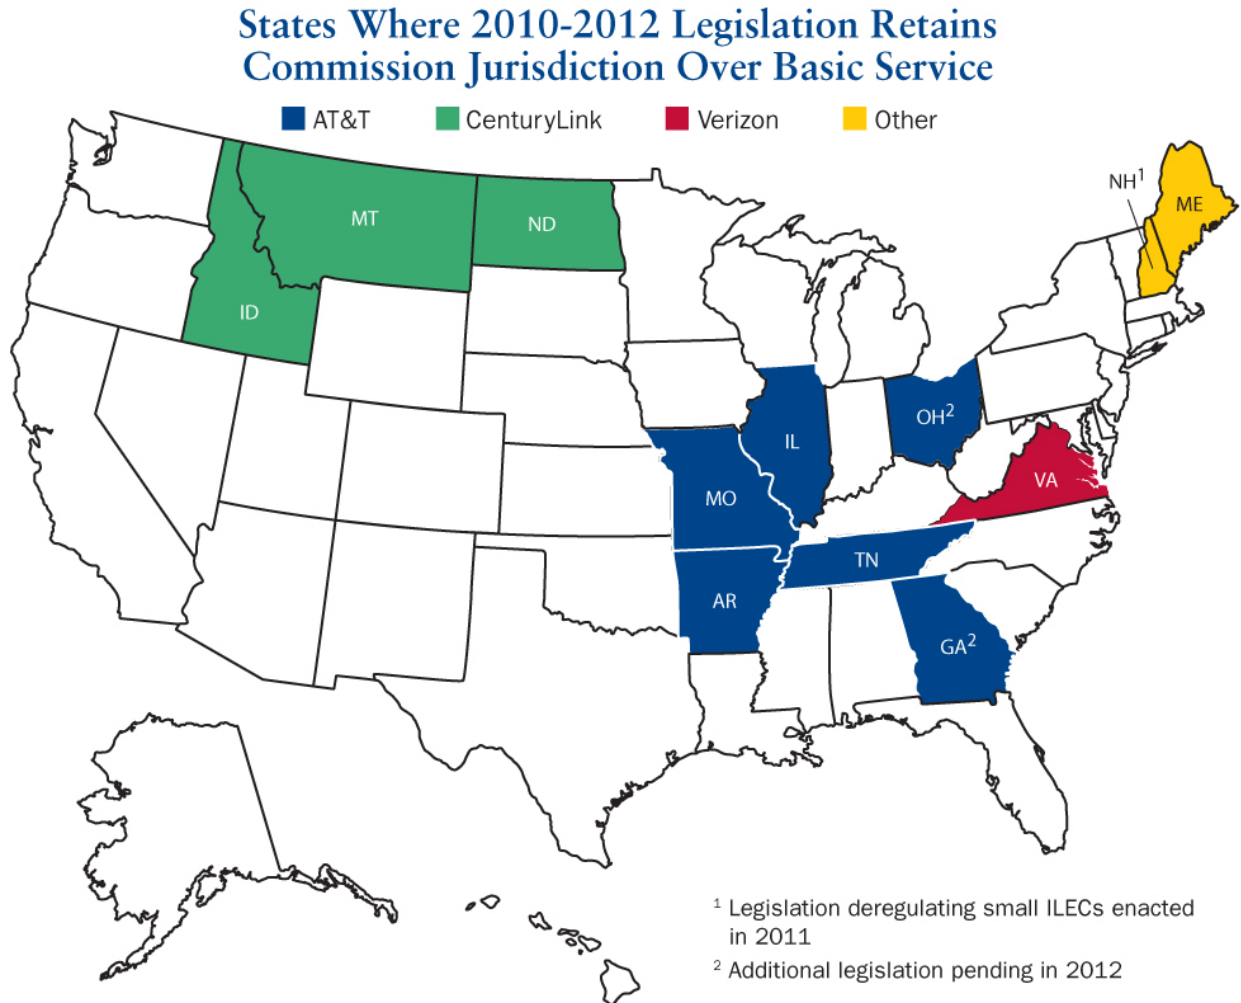 States Where 2010-2012 Legislation Retains
Commission Jurisdiction Over Basic Service
AT&T CenturyLink Verizon Other
NH¹
ME
MT
ND
ID
OH²
IL
VA
MO
TN
AR
GA²
¹ Legislation deregulating small ILECs enacted
in 2011
² Additional legislation pending in 2012